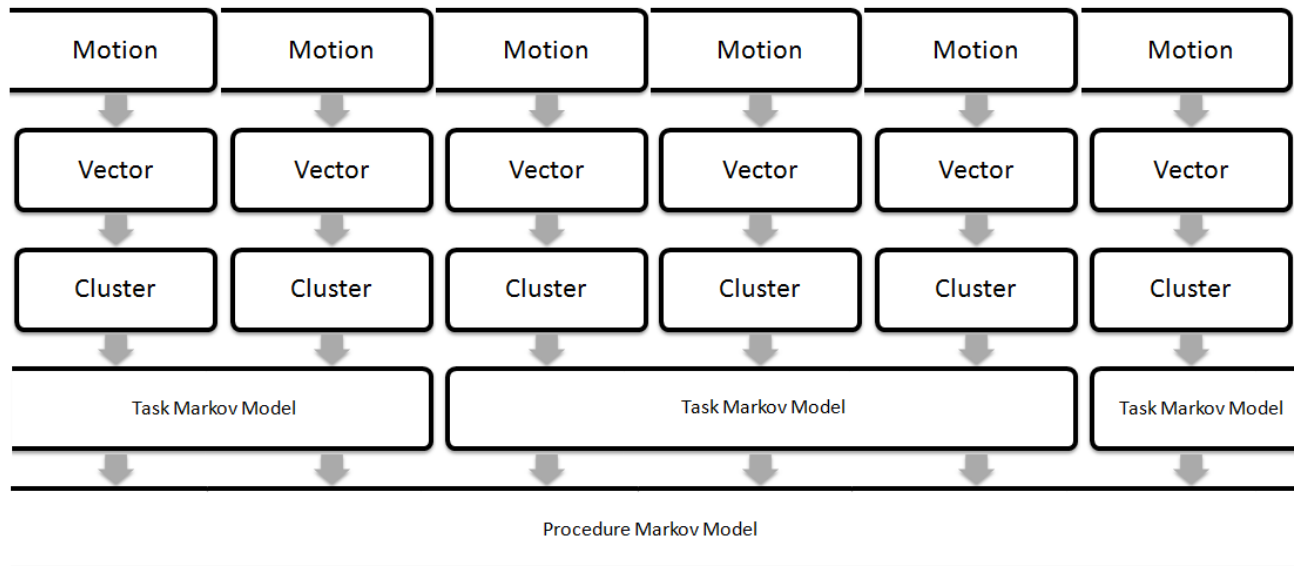 Motion Motion Motion Motion Motion Motion
Vector Vector Vector Vector Vector Vector
Cluster Cluster Cluster Cluster Cluster Cluster
Task Markov Model Task Markov Model Task Markov Model
Procedure Markov Model